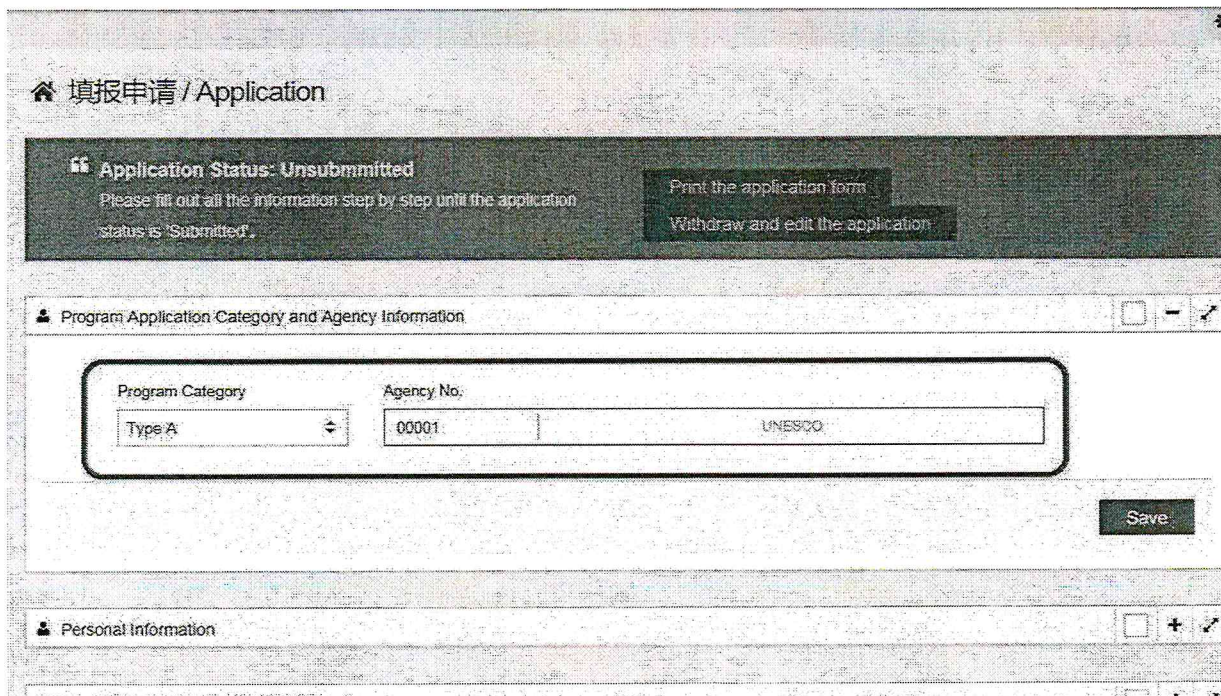 填报申请 / Application
Application Status: Unsubmmitted
Please fill out all the information step by step until the application
status is 'Submitted'.
Print the application form
Withdraw and edit the application
Program Application Category and Agency Information
Program Category
Agency No.
Type A
00001
UNESCO
Save
Personal Information